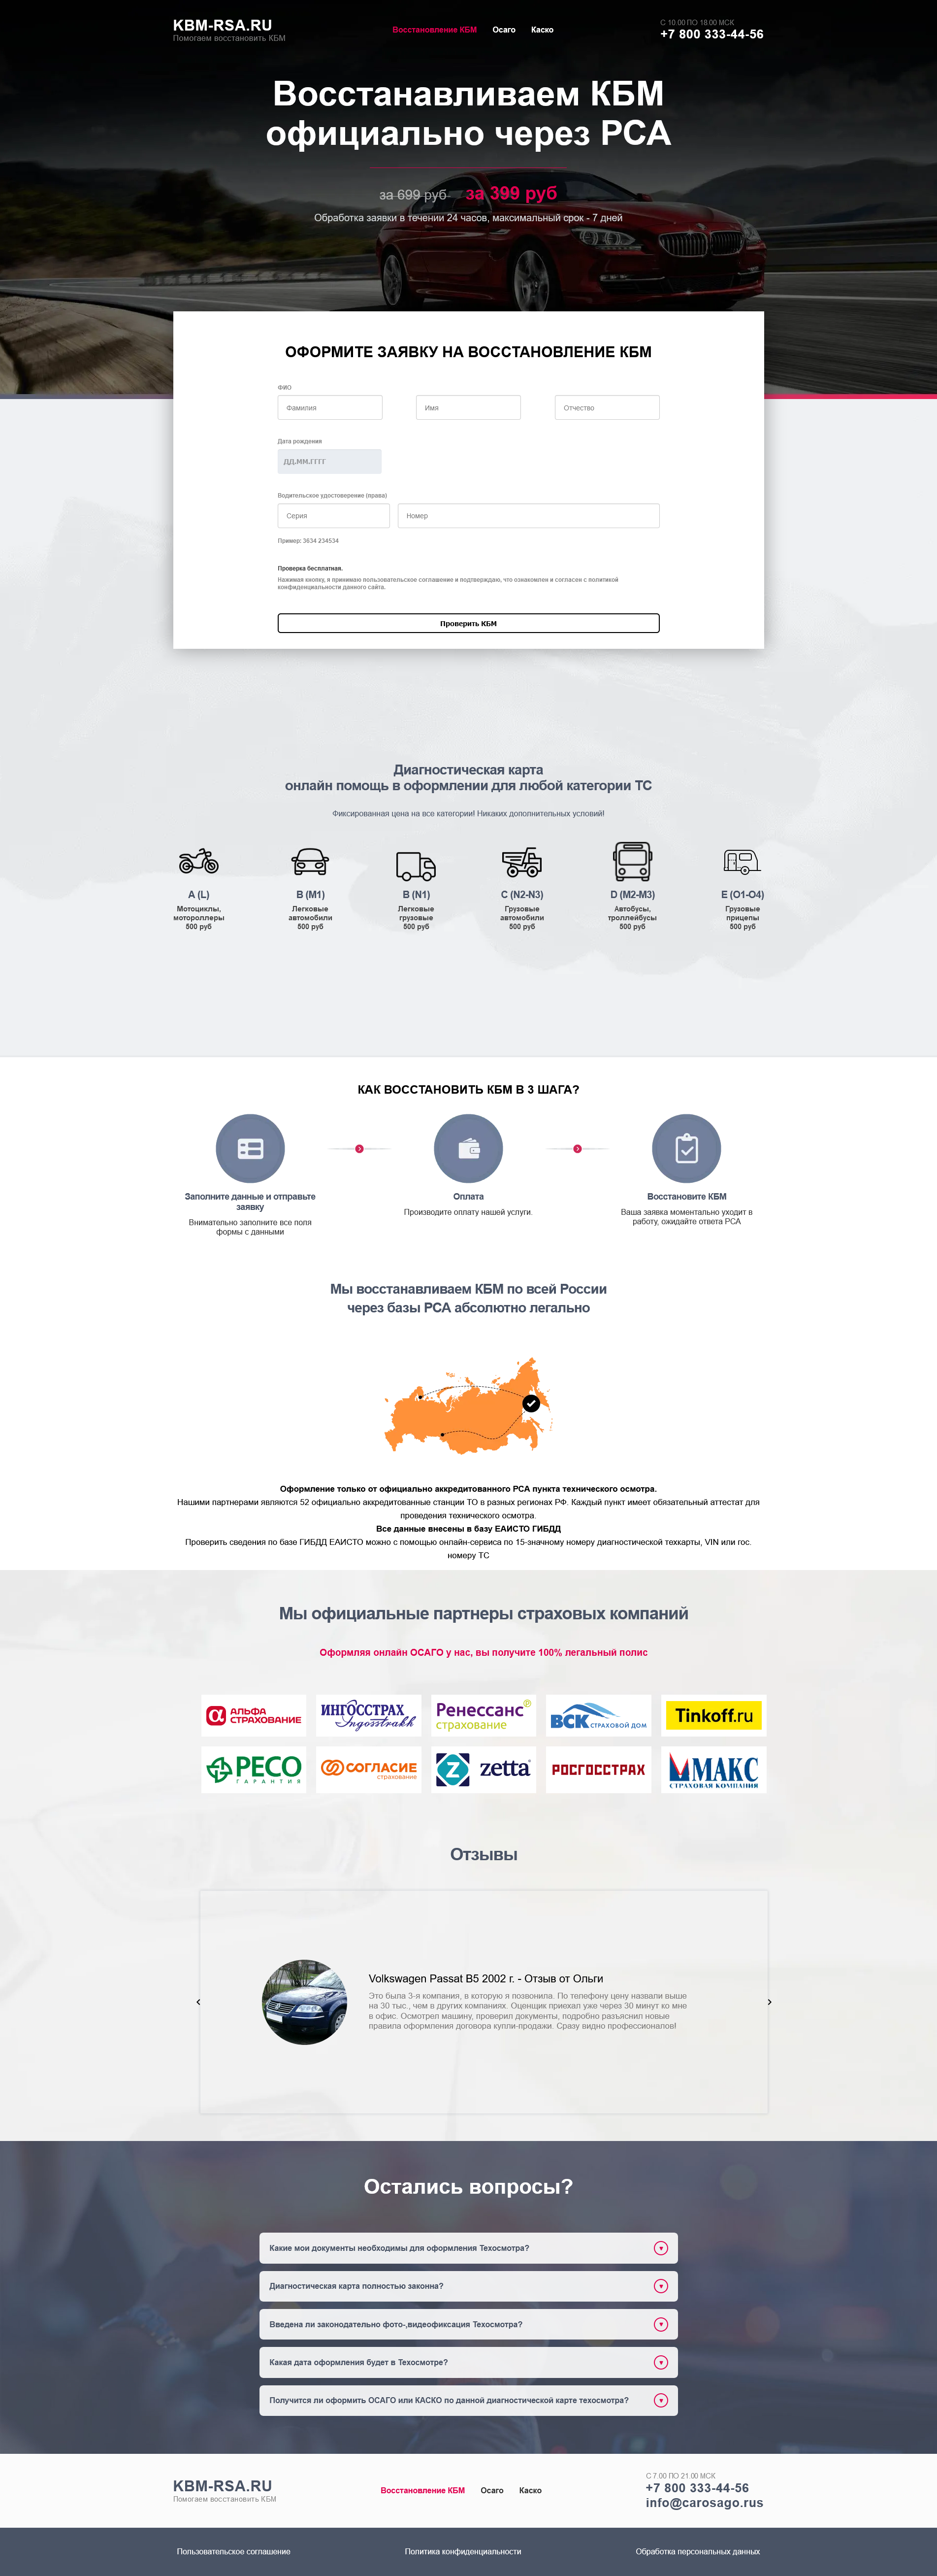 KBM-RSA.RU
Помогаем восстановить КБМ
Восстановление КБМ
Осаго
Каско
С 10.00 ПО 18.00 МСК
+7 800 333-44-56
Восстанавливаем КБМ
официально через РСА
за 699 руб
за 399 руб
Обработка заявки в течении 24 часов, максимальный срок - 7 дней
ОФОРМИТЕ ЗАЯВКУ НА ВОССТАНОВЛЕНИЕ КБМ
ФИО
Фамилия
Имя
Отчество
Дата рождения
ДД.ММ.ГГГГ
Водительское удостоверение (права)
Серия
Номер
Пример: 3634 234534
Проверка бесплатная.
Нажимая кнопку, я принимаю пользовательское соглашение и подтверждаю, что ознакомлен и согласен с политикой
конфиденциальности данного сайта.
Проверить КБМ
Диагностическая карта
онлайн помощь в оформлении для любой категории ТС
Фиксированная цена на все категории! Никаких дополнительных условий!
A (L)
Мотоциклы,
мотороллеры
500 руб
B (M1)
Легковые
автомобили
500 руб
B (N1)
Легковые
грузовые
500 руб
C (N2-N3)
Грузовые
автомобили
500 руб
D (M2-M3)
Автобусы,
троллейбусы
500 руб
E (O1-O4)
Грузовые
прицепы
500 руб
КАК ВОССТАНОВИТЬ КБМ В 3 ШАГА?
Заполните данные и отправьте
заявку
Внимательно заполните все поля
формы с данными
Оплата
Производите оплату нашей услуги.
Восстановите КБМ
Ваша заявка моментально уходит в
работу, ожидайте ответа РСА
Мы восстанавливаем КБМ по всей России
через базы РСА абсолютно легально
Оформление только от официально аккредитованного РСА пункта технического осмотра.
Нашими партнерами являются 52 официально аккредитованные станции ТО в разных регионах РФ. Каждый пункт имеет обязательный аттестат для
проведения технического осмотра.
Все данные внесены в базу ЕАИСТО ГИБДД
Проверить сведения по базе ГИБДД ЕАИСТО можно с помощью онлайн-сервиса по 15-значному номеру диагностической техкарты, VIN или гос.
номеру ТС
Мы официальные партнеры страховых компаний
Оформляя онлайн ОСАГО у нас, вы получите 100% легальный полис
АЛЬФА
СТРАХОВАНИЕ
ИНГОССТРАХ
Ingosstrakh
Ренессанс
страхование
ВСК СТРАХОВОЙ ДОМ
Tinkoff.ru
РЕСО
ГАРАНТИЯ
СОГЛАСИЕ
страхование
Z zetta
РОСГОССТРАХ
МАКС
СТРАХОВАЯ КОМПАНИЯ
Отзывы
Volkswagen Passat B5 2002 г. - Отзыв от Ольги
Это была 3-я компания, в которую я позвонила. По телефону цену назвали выше
на 30 тыс., чем в других компаниях. Оценщик приехал уже через 30 минут ко мне
в офис. Осмотрел машину, проверил документы, подробно разъяснил новые
правила оформления договора купли-продажи. Сразу видно профессионалов!
Остались вопросы?
Какие мои документы необходимы для оформления Техосмотра?
Диагностическая карта полностью законна?
Введена ли законодательно фото-,видеофиксация Техосмотра?
Какая дата оформления будет в Техосмотре?
Получится ли оформить ОСАГО или КАСКО по данной диагностической карте техосмотра?
KBM-RSA.RU
Помогаем восстановить КБМ
Восстановление КБМ
Осаго
Каско
С 7.00 ПО 21.00 МСК
+7 800 333-44-56
info@carosago.rus
Пользовательское соглашение
Политика конфиденциальности
Обработка персональных данных